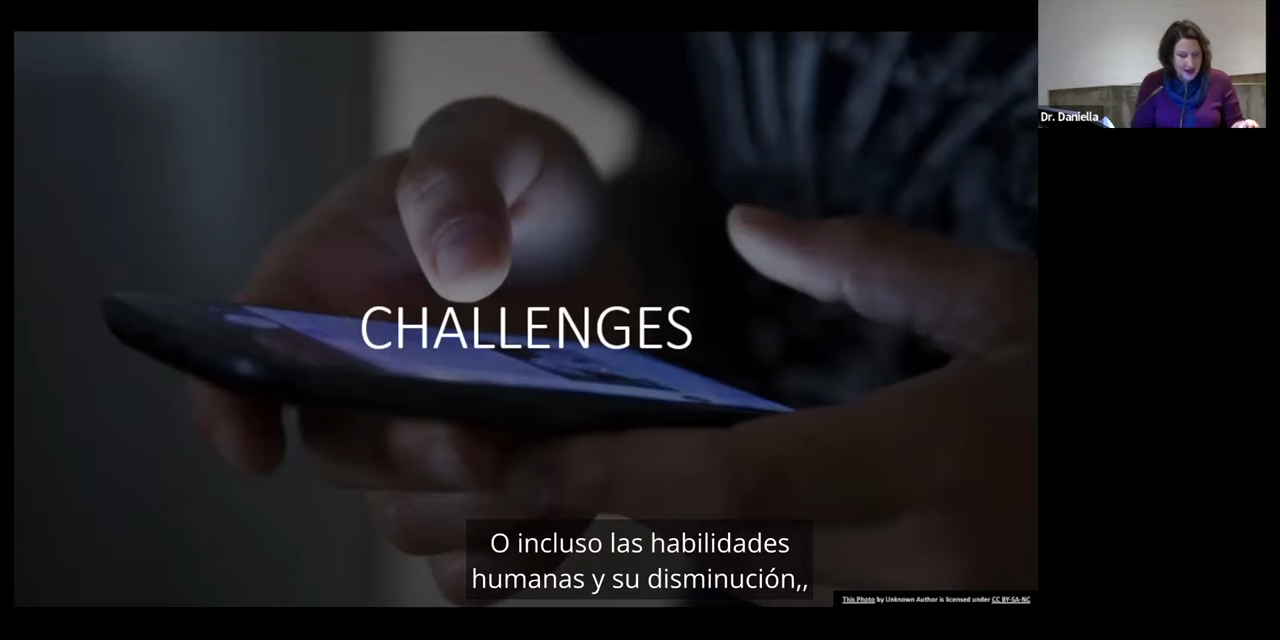 Dr. Daniella
CHALLENGES
O incluso las habilidades
humanas y su disminución,,
This Photo by Unknown Author is licensed under CC BY-SA-NC